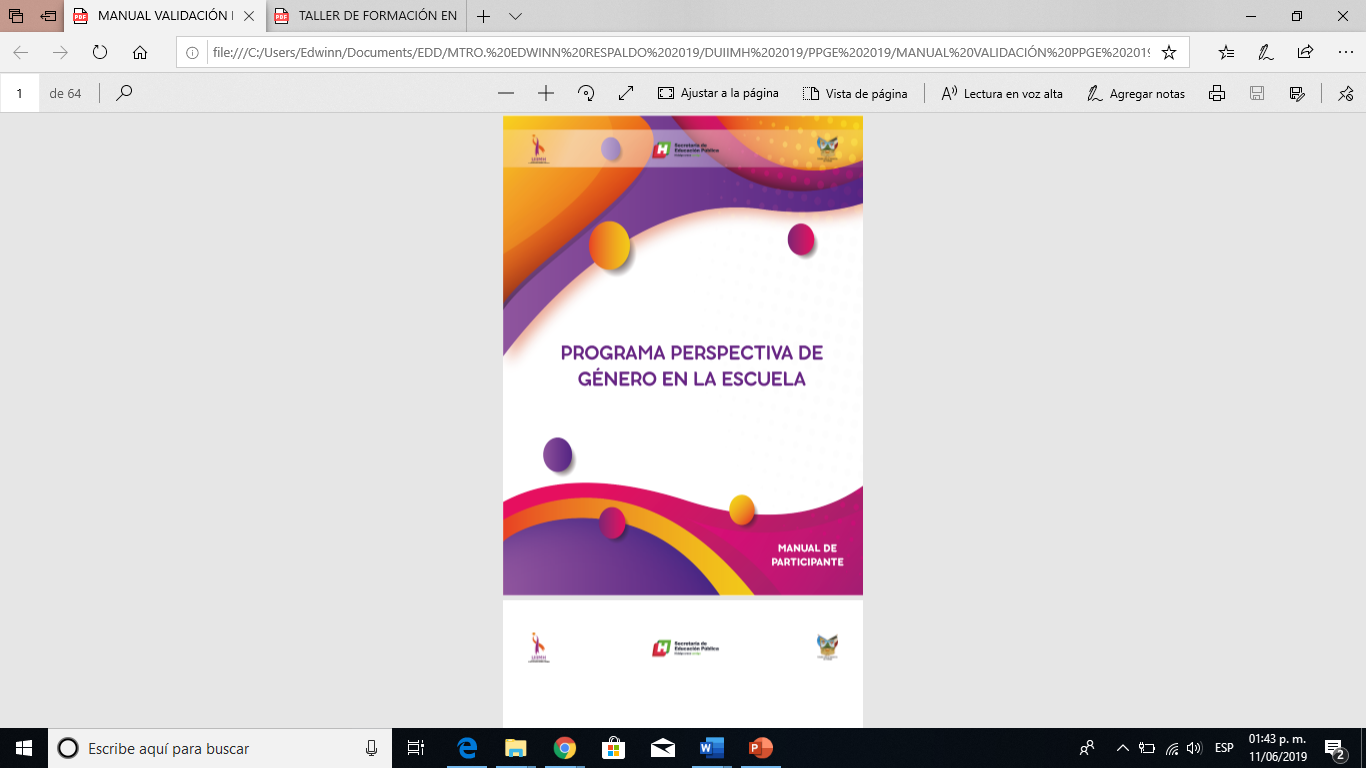 MANUAL VALIDACIÓN
TALLER DE FORMACIÓN EN
file:///C:/Users/Edwinn/Documents/EDD/MTRO.%20EDWINN%20RESPALDO%202019/DUIIMH%202019/PPGE%202019/MANUAL%20VALIDACIÓN%20PPGE%202019
1 de 64
Ajustar a la página
Vista de página
Lectura en voz alta
Agregar notas
Secretaría de
Educación Pública
PROGRAMA PERSPECTIVA DE
GÉNERO EN LA ESCUELA
MANUAL DE
PARTICIPANTE
Secretaría de
Educación Pública
Escribe aquí para buscar
ESP
01:43 p. m.
11/06/2019
2